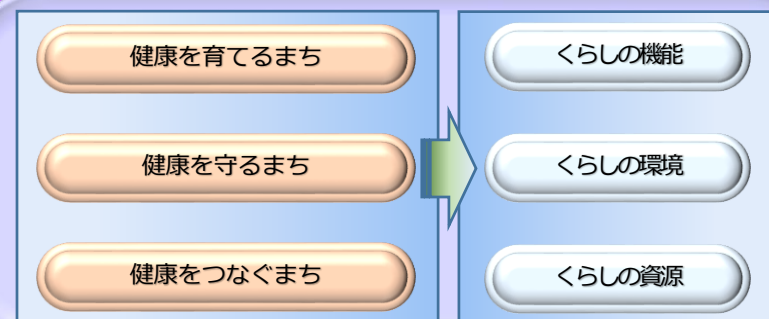 健康を育てるまち
健康を守るまち
健康をつなぐまち
くらしの機能
くらしの環境
くらしの資源